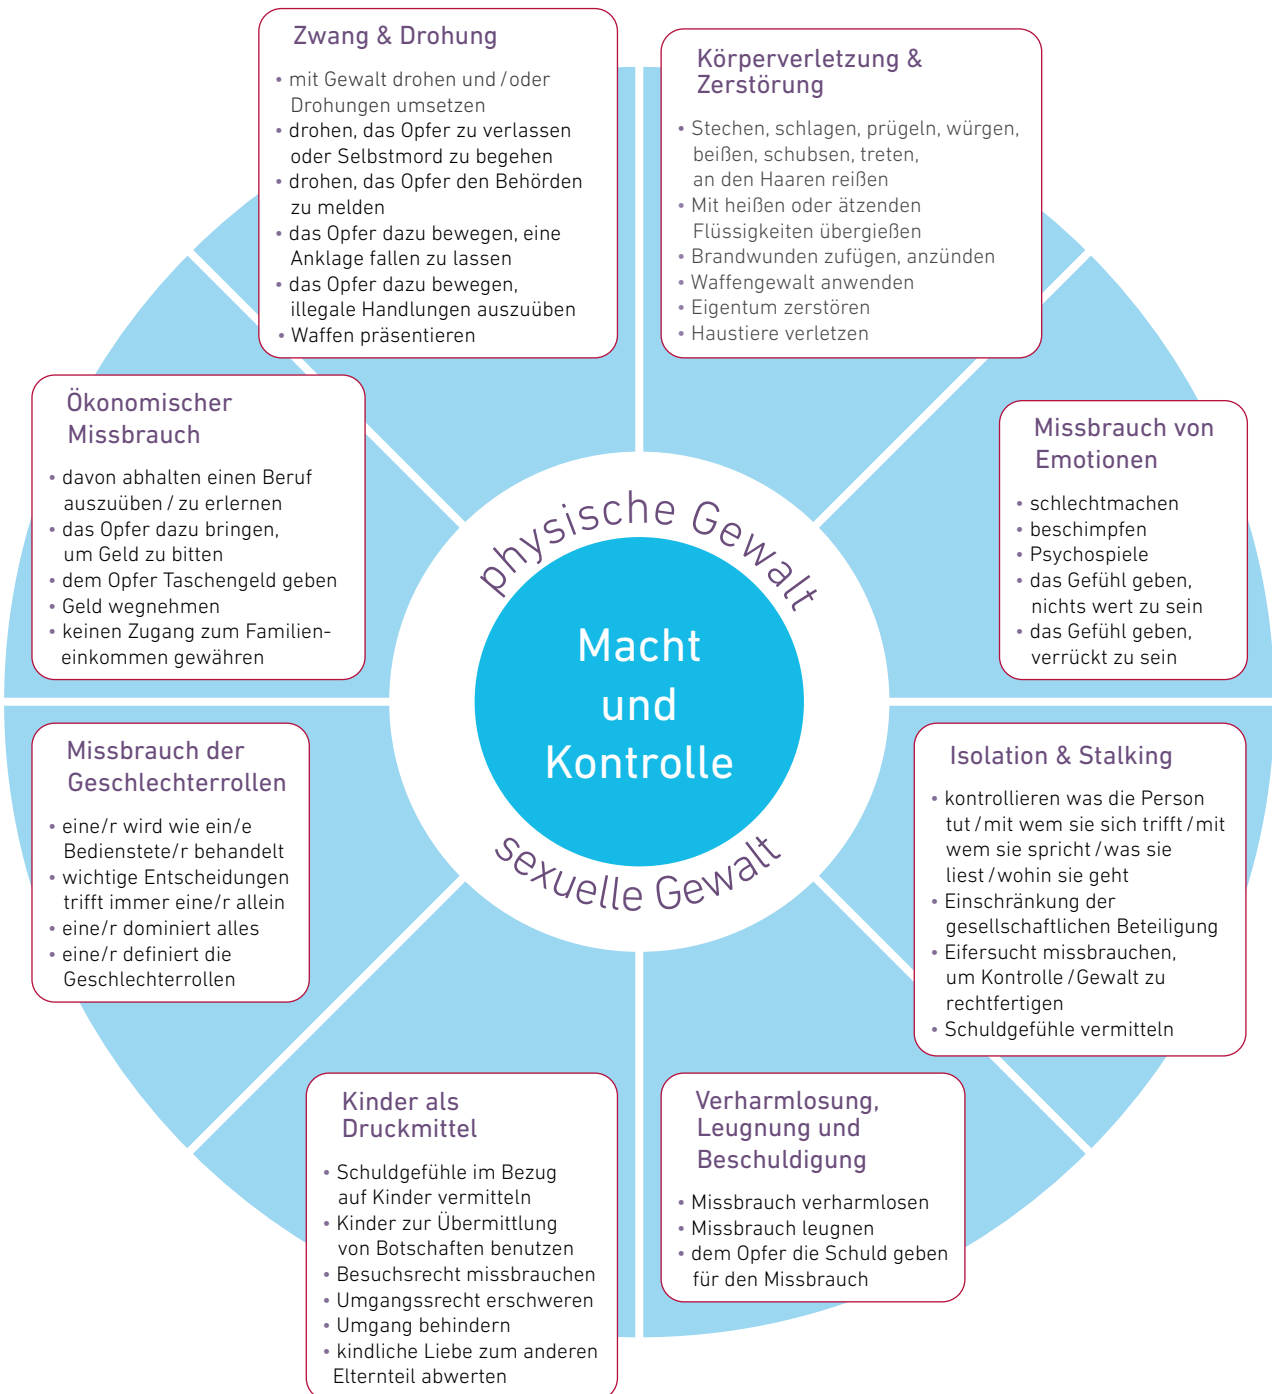 Zwang & Drohung
• mit Gewalt drohen und / oder
Drohungen umsetzen
• drohen, das Opfer zu verlassen
oder Selbstmord zu begehen
• drohen, das Opfer den Behörden
zu melden
• das Opfer dazu bewegen, eine
Anklage fallen zu lassen
• das Opfer dazu bewegen,
illegale Handlungen auszuüben
• Waffen präsentieren
Körperverletzung &
Zerstörung
• Stechen, schlagen, prügeln, würgen,
beißen, schubsen, treten,
an den Haaren reißen
• Mit heißen oder ätzenden
Flüssigkeiten übergießen
• Brandwunden zufügen, anzünden
• Waffengewalt anwenden
• Eigentum zerstören
• Haustiere verletzen
Ökonomischer
Missbrauch
• davon abhalten einen Beruf
auszuüben / zu erlernen
• das Opfer dazu bringen,
um Geld zu bitten
• dem Opfer Taschengeld geben
• Geld wegnehmen
• keinen Zugang zum Familien-
einkommen gewähren
Missbrauch von
Emotionen
• schlechtmachen
• beschimpfen
• Psychospiele
• das Gefühl geben,
nichts wert zu sein
• das Gefühl geben,
verrückt zu sein
physische Gewalt
Macht
und
Kontrolle
sexuelle Gewalt
Missbrauch der
Geschlechterrollen
• eine/r wird wie ein/e
Bedienstete/r behandelt
• wichtige Entscheidungen
trifft immer eine/r allein
• eine/r dominiert alles
• eine/r definiert die
Geschlechterrollen
Isolation & Stalking
• kontrollieren was die Person
tut / mit wem sie sich trifft / mit
wem sie spricht / was sie
liest / wohin sie geht
• Einschränkung der
gesellschaftlichen Beteiligung
• Eifersucht missbrauchen,
um Kontrolle / Gewalt zu
rechtfertigen
• Schuldgefühle vermitteln
Kinder als
Druckmittel
• Schuldgefühle im Bezug
auf Kinder vermitteln
• Kinder zur Übermittlung
von Botschaften benutzen
• Besuchsrecht missbrauchen
• Umgangssrecht erschweren
• Umgang behindern
• kindliche Liebe zum anderen
Elternteil abwerten
Verharmlosung,
Leugnung und
Beschuldigung
• Missbrauch verharmlosen
• Missbrauch leugnen
• dem Opfer die Schuld geben
für den Missbrauch